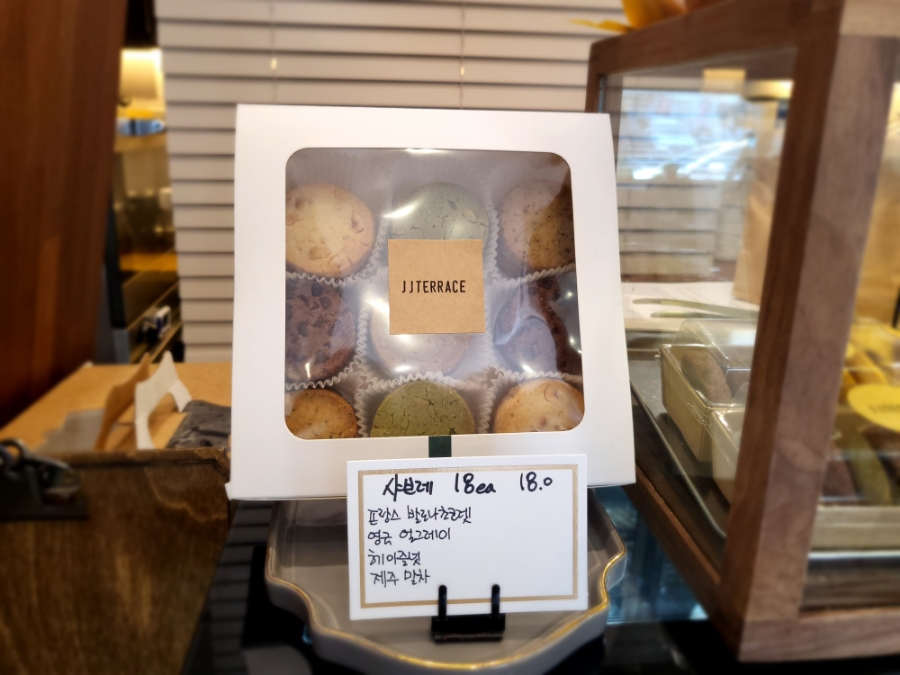 JJTERRACE
샤브레 18ea 18.0
프랑스 발로나초코렛
영국 얼그레이
헤이즐넛
제주 말차